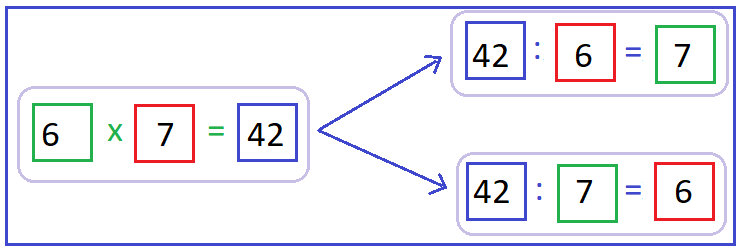 6 x 7 = 42
42 : 6 = 7
42 : 7 = 6